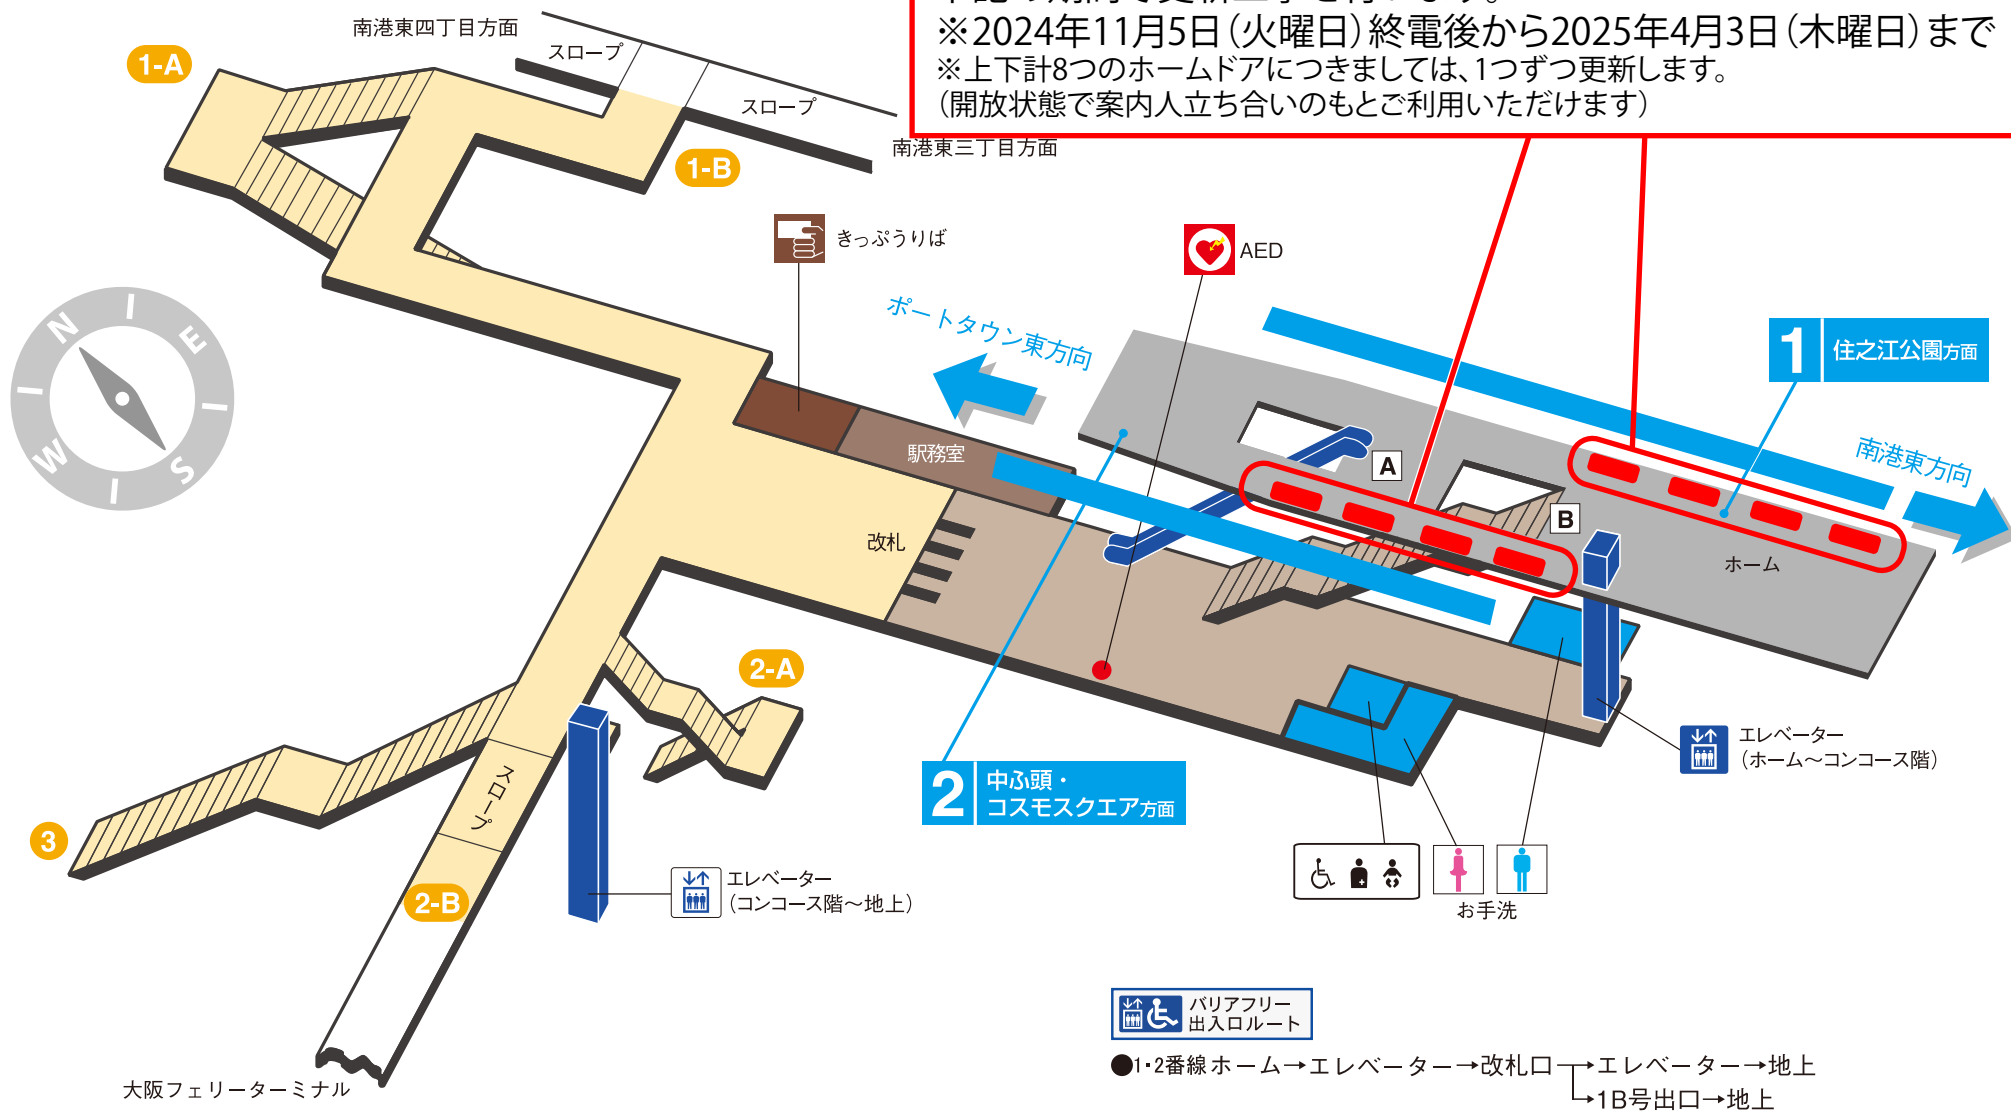 ※2024年11月5日(火曜日)終電後から2025年4月3日(木曜日)まで
※上下計8つのホームドアにつきましては、1つずつ更新します。
(開放状態で案内人立ち合いのもとご利用いただけます)
南港東四丁目方面
スロープ
スロープ
南港東三丁目方面
1-A
1-B
きっぷうりば
AED
ポートタウン東方向
1 住之江公園方面
南港東方向
N
E
S
W
駅務室
改札
A
B
ホーム
2-A
スロープ
2 中ふ頭・
コスモスクエア方面
エレベーター
(ホーム〜コンコース階)
3
2-B
エレベーター
(コンコース階〜地上)
お手洗
大阪フェリーターミナル
バリアフリー
出入口ルート
●1・2番線ホーム→エレベーター→改札口→エレベーター→地上
→1B号出口→地上